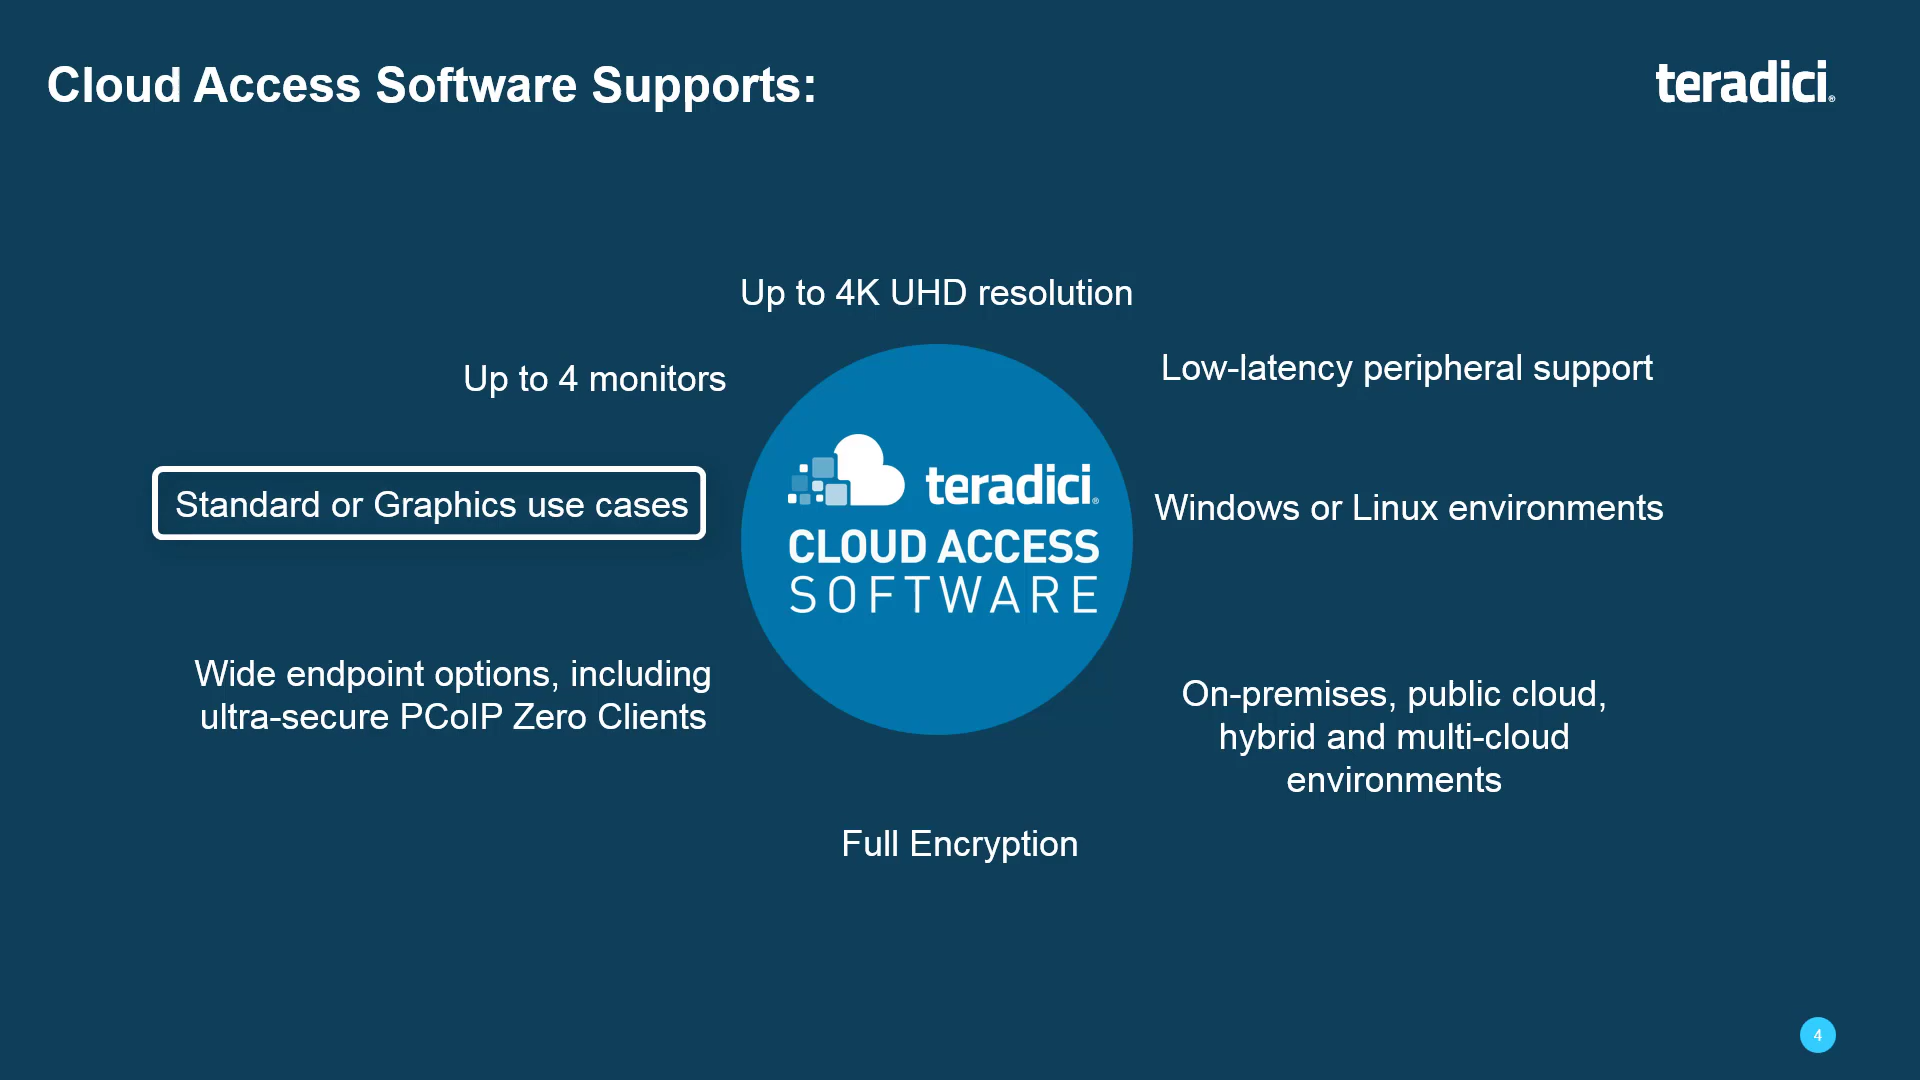 Cloud Access Software Supports:
teradici®
Up to 4K UHD resolution
Up to 4 monitors
Low-latency peripheral support
Standard or Graphics use cases
teradici®
CLOUD ACCESS
SOFTWARE
Windows or Linux environments
Wide endpoint options, including
ultra-secure PCoIP Zero Clients
On-premises, public cloud,
hybrid and multi-cloud
environments
Full Encryption
4